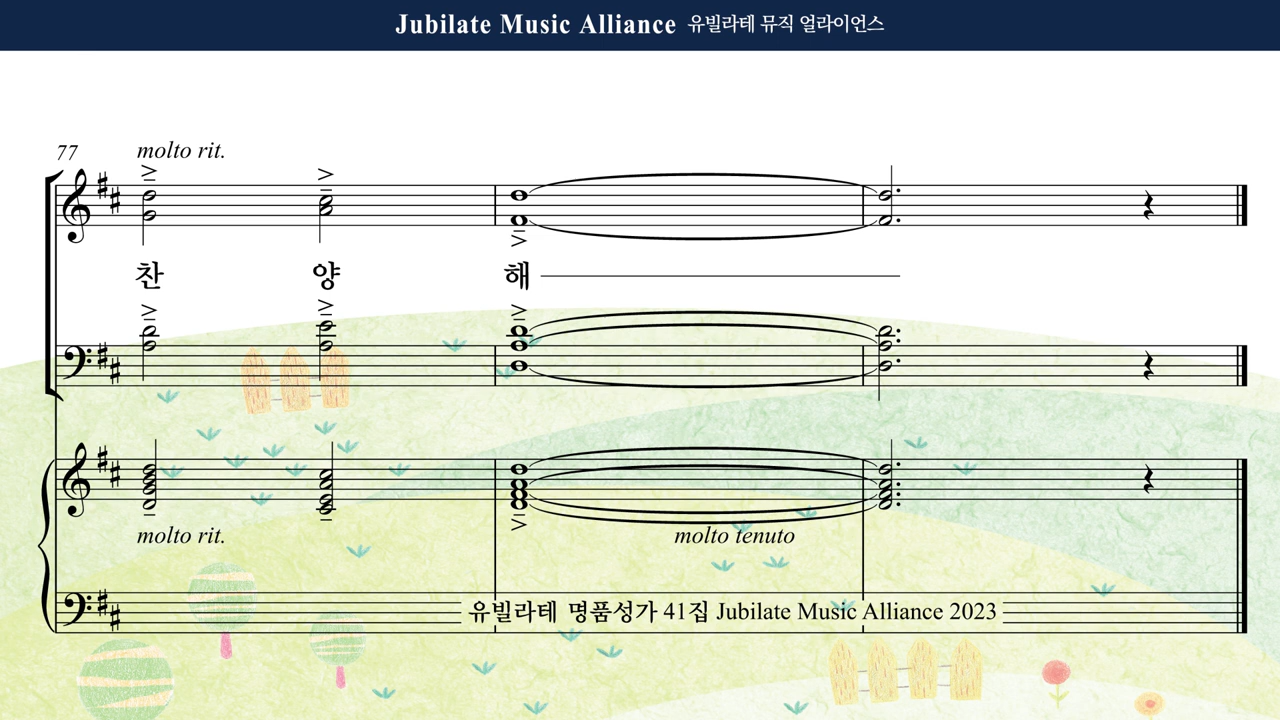 Jubilate Music Alliance 유빌라테 뮤직 얼라이언스
77 molto rit.
찬 양 해
molto rit. molto tenuto
유빌라테 명품성가 41집 Jubilate Music Alliance 2023